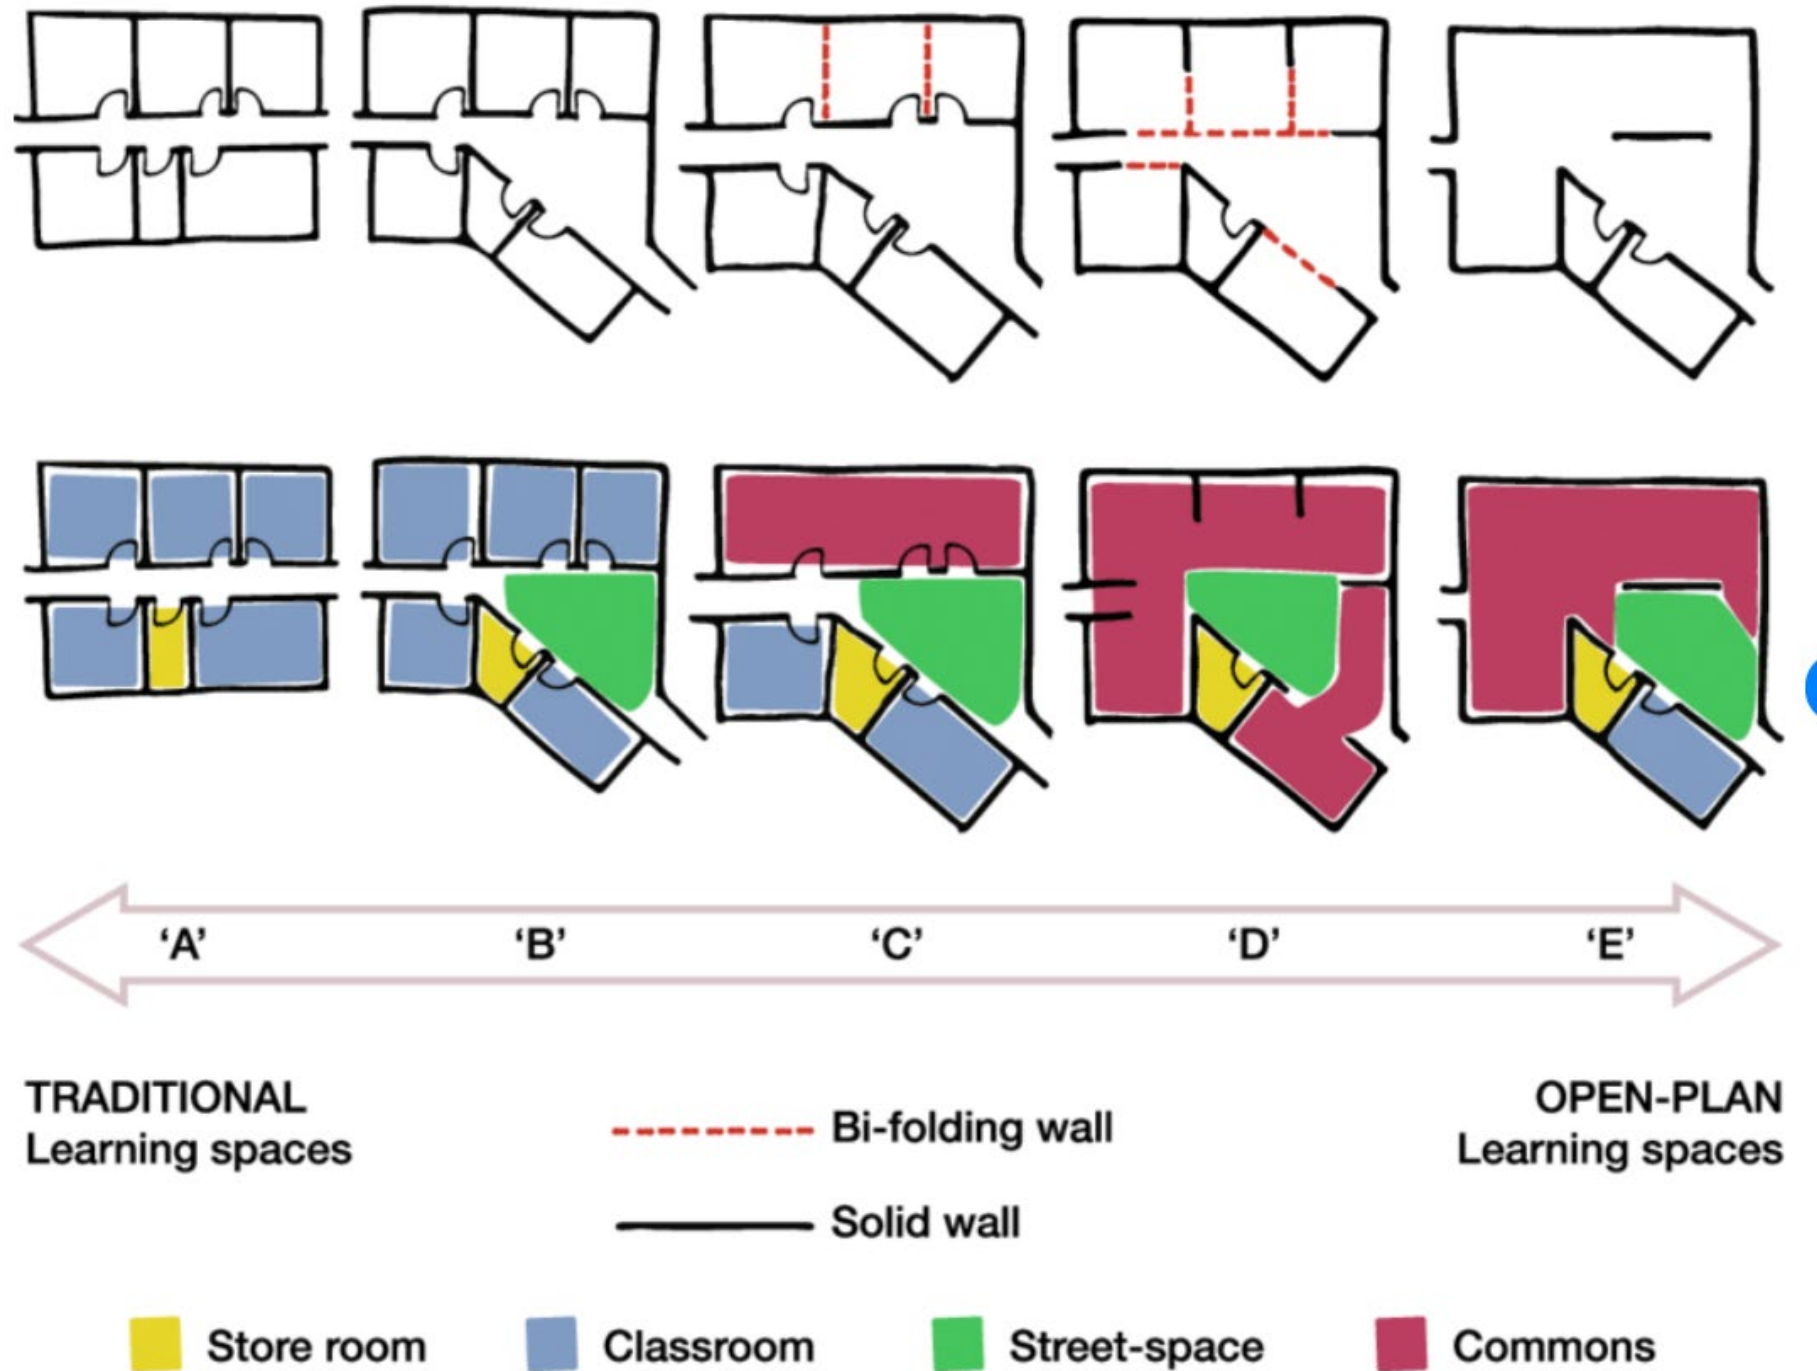 ‘A’ ‘B’ ‘C’ ‘D’ ‘E’
TRADITIONAL
Learning spaces
OPEN-PLAN
Learning spaces
Bi-folding wall
Solid wall
Store room Classroom Street-space Commons